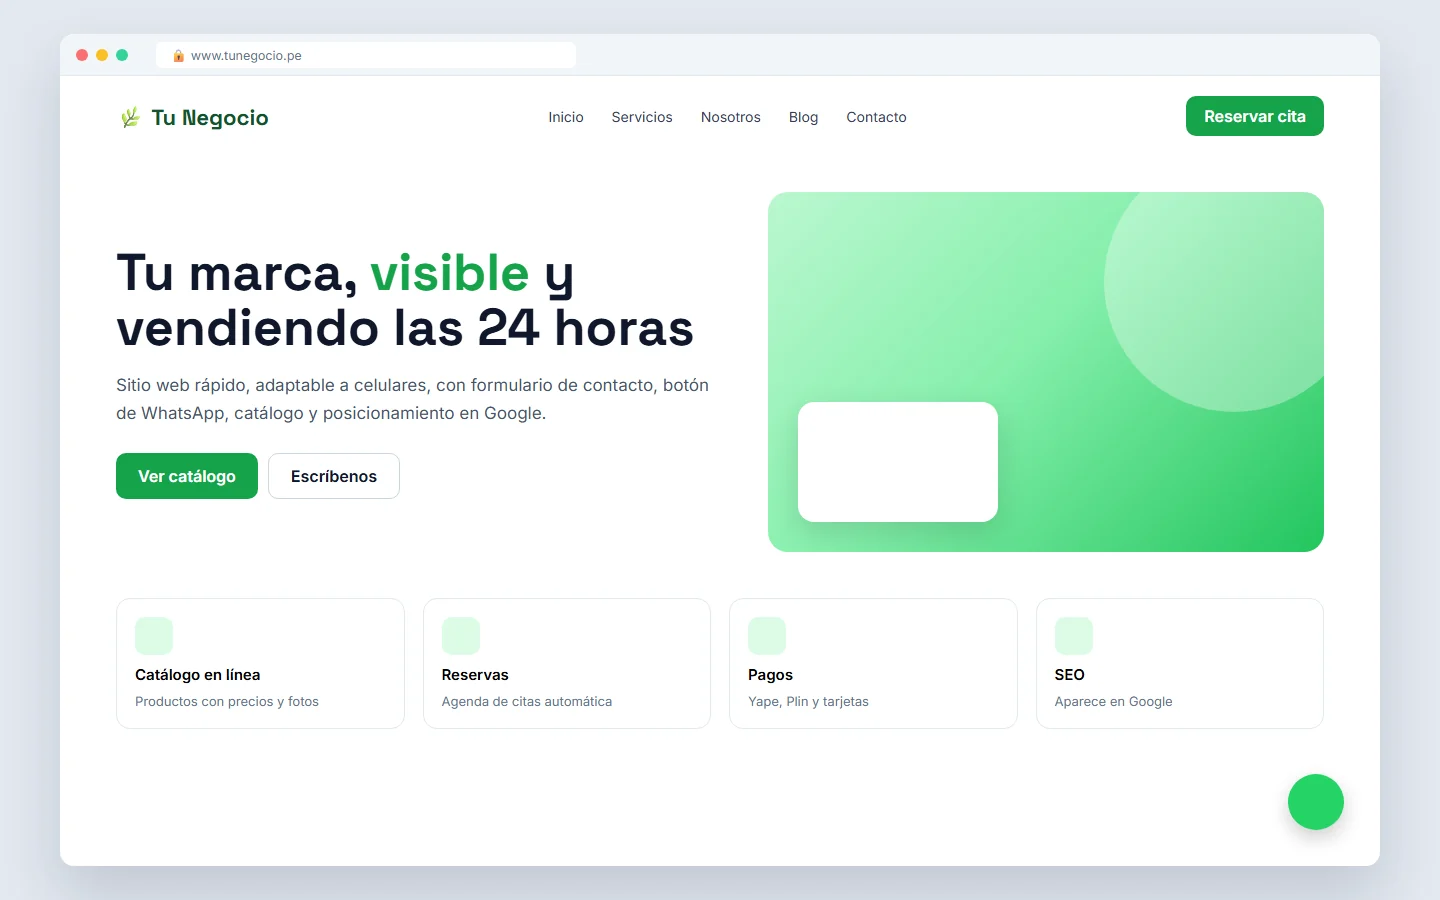 www.tunegocio.pe
Tu Negocio
Inicio
Servicios
Nosotros
Blog
Contacto
Reservar cita
Tu marca, visible y
vendiendo las 24 horas
Sitio web rápido, adaptable a celulares, con formulario de contacto, botón
de WhatsApp, catálogo y posicionamiento en Google.
Ver catálogo
Escríbenos
Catálogo en línea
Productos con precios y fotos
Reservas
Agenda de citas automática
Pagos
Yape, Plin y tarjetas
SEO
Aparece en Google